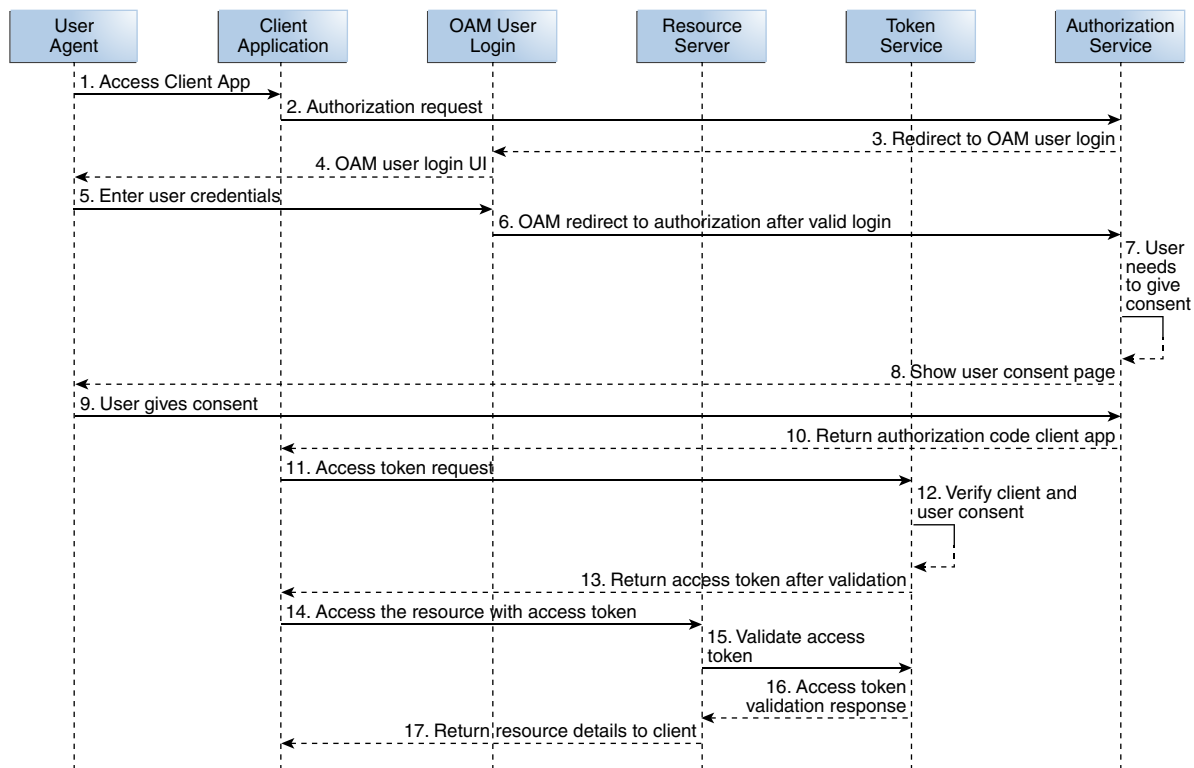 User
Agent
Client
Application
OAM User
Login
Resource
Server
Token
Service
Authorization
Service
1. Access Client App
2. Authorization request
3. Redirect to OAM user login
4. OAM user login UI
5. Enter user credentials
6. OAM redirect to authorization after valid login
7. User
needs
to give
consent
8. Show user consent page
9. User gives consent
10. Return authorization code client app
11. Access token request
12. Verify client and
user consent
13. Return access token after validation
14. Access the resource with access token
15. Validate access
token
16. Access token
validation response
17. Return resource details to client